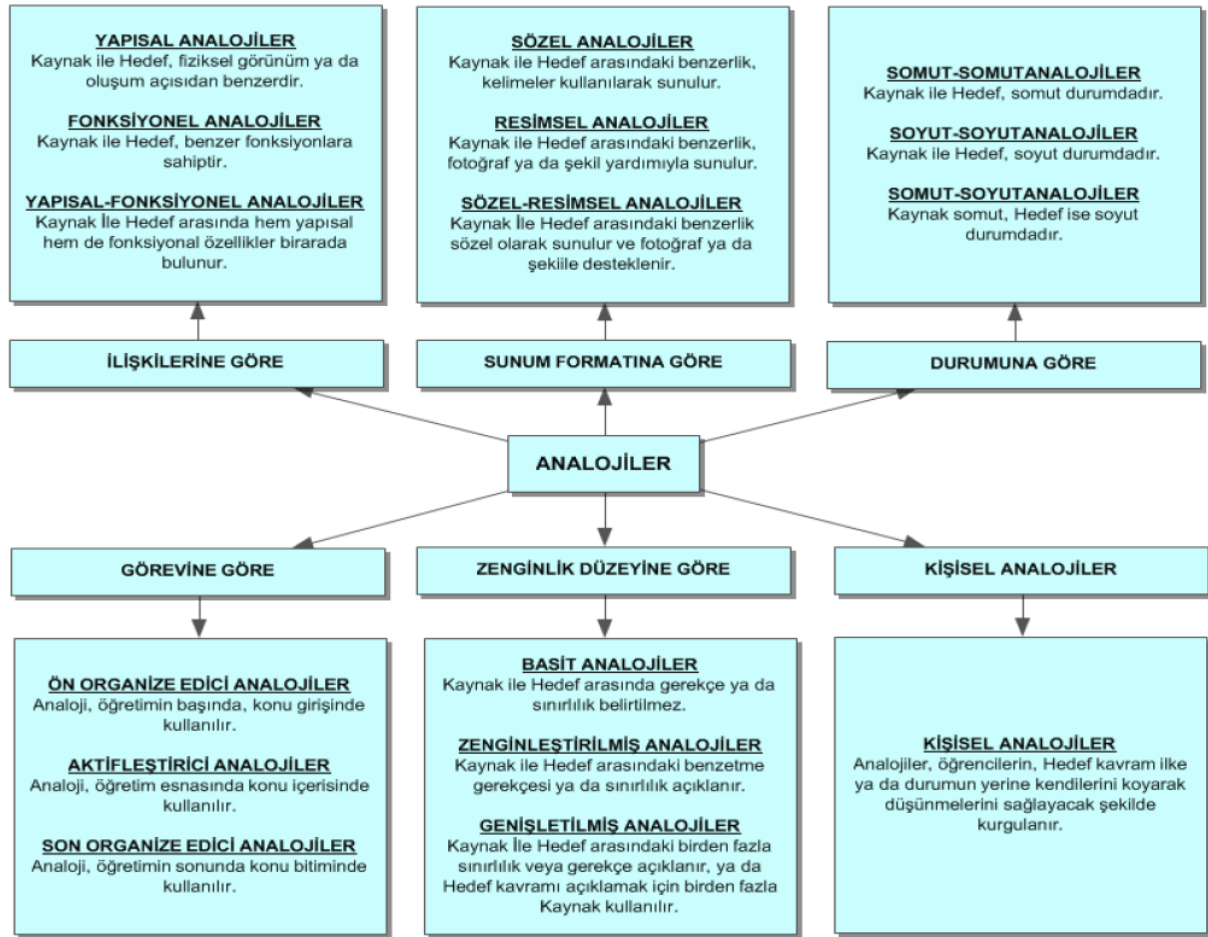 YAPISAL ANALOJİLER
Kaynak ile Hedef, fiziksel görünüm ya da
oluşum açısından benzerdir.
FONKSİYONEL ANALOJİLER
Kaynak ile Hedef, benzer fonksiyonlara
sahiptir.
YAPISAL-FONKSİYONEL ANALOJİLER
Kaynak İle Hedef arasında hem yapısal
hem de fonksiyonal özellikler birarada
bulunur.
SÖZEL ANALOJİLER
Kaynak ile Hedef arasındaki benzerlik,
kelimeler kullanılarak sunulur.
RESİMSEL ANALOJİLER
Kaynak ile Hedef arasındaki benzerlik,
fotoğraf ya da şekil yardımıyla sunulur.
SÖZEL-RESİMSEL ANALOJİLER
Kaynak İle Hedef arasındaki benzerlik
sözel olarak sunulur ve fotoğraf ya da
şekiile desteklenir.
SOMUT-SOMUTANALOJİLER
Kaynak ile Hedef, somut durumdadır.
SOYUT-SOYUTANALOJİLER
Kaynak ile Hedef, soyut durumdadır.
SOMUT-SOYUTANALOJİLER
Kaynak somut, Hedef ise soyut
durumdadır.
İLİŞKİLERİNE GÖRE
SUNUM FORMATINA GÖRE
DURUMUNA GÖRE
ANALOJİLER
GÖREVİNE GÖRE
ZENGİNLİK DÜZEYİNE GÖRE
KİŞİSEL ANALOJİLER
ÖN ORGANİZE EDİCİ ANALOJİLER
Analoji, öğretimin başında, konu girişinde
kullanılır.
AKTİFLEŞTİRİCİ ANALOJİLER
Analoji, öğretim esnasında konu içerisinde
kullanılır.
SON ORGANİZE EDİCİ ANALOJİLER
Analoji, öğretimin sonunda konu bitiminde
kullanılır.
BASİT ANALOJİLER
Kaynak ile Hedef arasında gerekçe ya da
sınırlılık belirtilmez.
ZENGİNLEŞTİRİLMİŞ ANALOJİLER
Kaynak ile Hedef arasındaki benzetme
gerekçesi ya da sınırlılık açıklanır.
GENİŞLETİLMİŞ ANALOJİLER
Kaynak İle Hedef arasındaki birden fazla
sınırlılık veya gerekçe açıklanır, ya da
Hedef kavramı açıklamak için birden fazla
Kaynak kullanılır.
KİŞİSEL ANALOJİLER
Analojiler, öğrencilerin, Hedef kavram ilke
ya da durumun yerine kendilerini koyarak
düşünmelerini sağlayacak şekilde
kurgulanır.